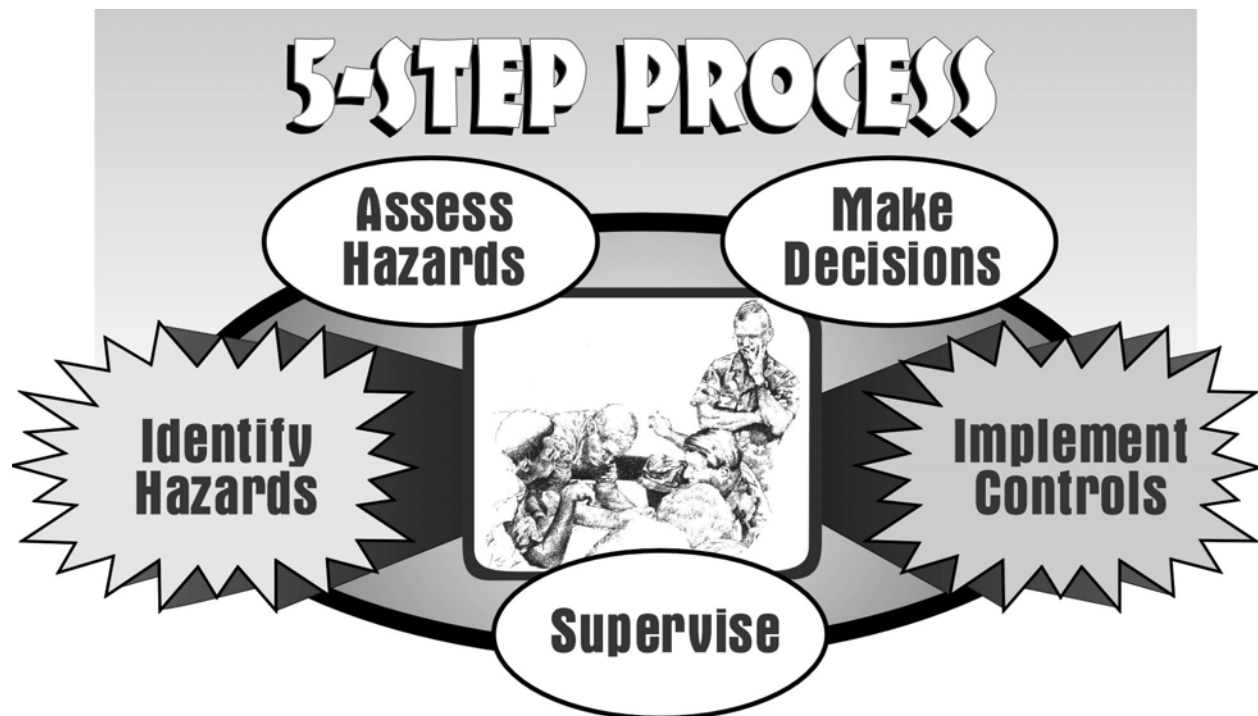 5-STEP PROCESS
Assess
Hazards
Make
Decisions
Identify
Hazards
Implement
Controls
Supervise